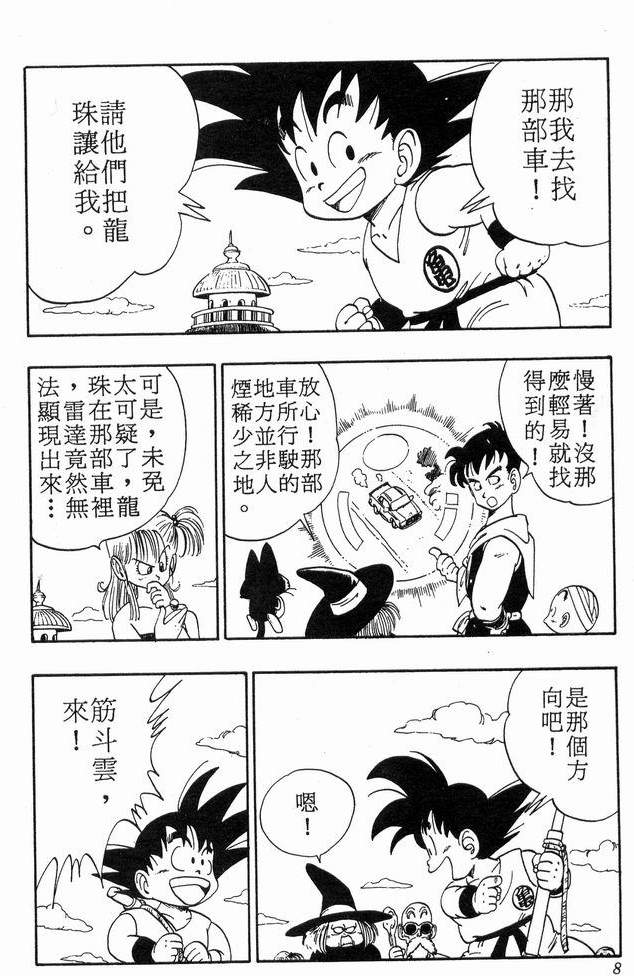 那我去找
那部車！
請他們把龍
珠讓給我。
慢著！沒那
麼輕易就找
得到的！
放心！那部
車所行駛的
地方並非人
煙稀少之地
。
可是，未免
太可疑了，龍
珠在那部車裡
，雷達竟然無
法顯現出來…
是那個方
向吧！
嗯！
筋斗雲，
來！
8